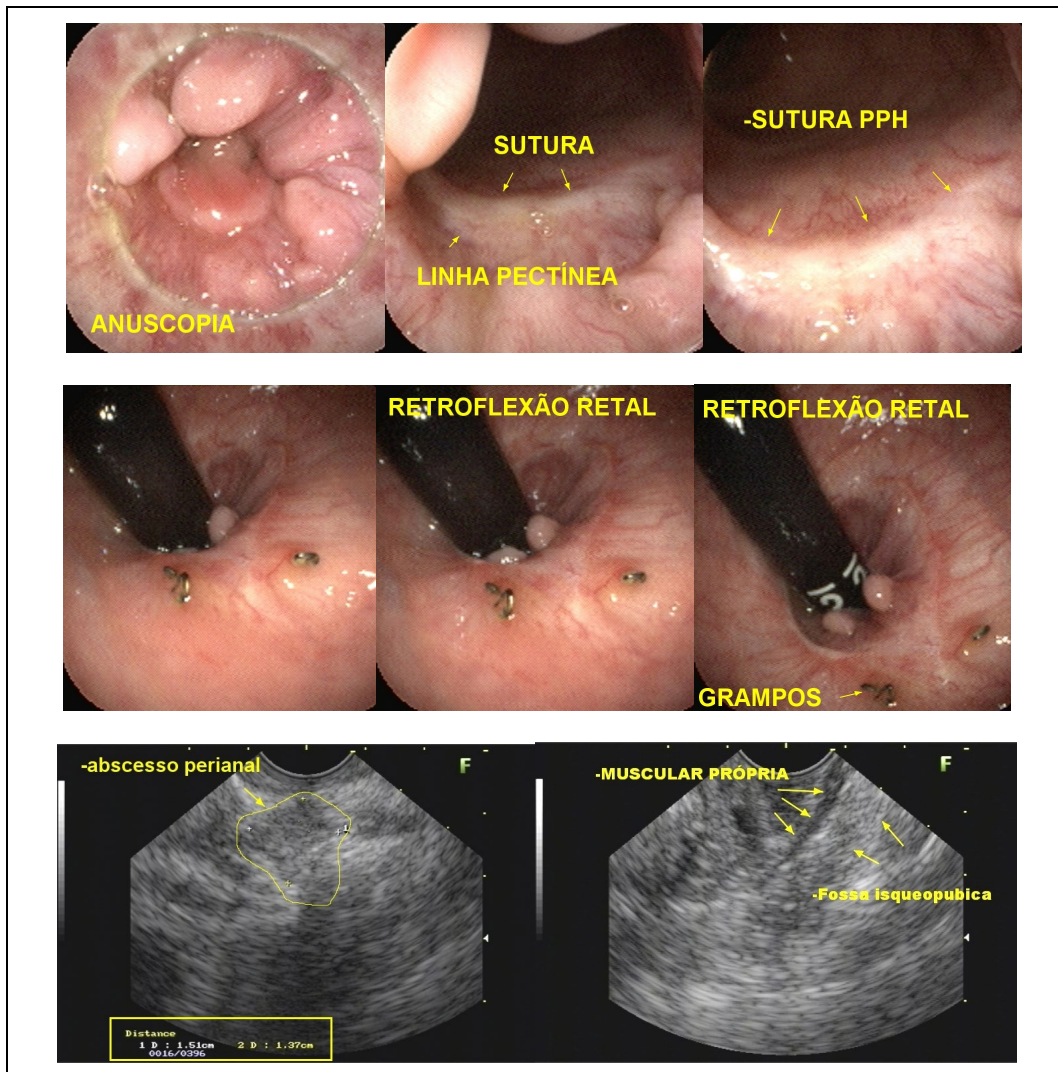 ANUSCOPIA
SUTURA
LINHA PECTÍNEA
-SUTURA PPH
RETROFLEXÃO RETAL
RETROFLEXÃO RETAL
GRAMPOS
-abscesso perianal
F
Distance
1 D : 1.51cm 2 D : 1.37cm
0016/0396
F
-MUSCULAR PRÓPRIA
-Fossa isqueopubica